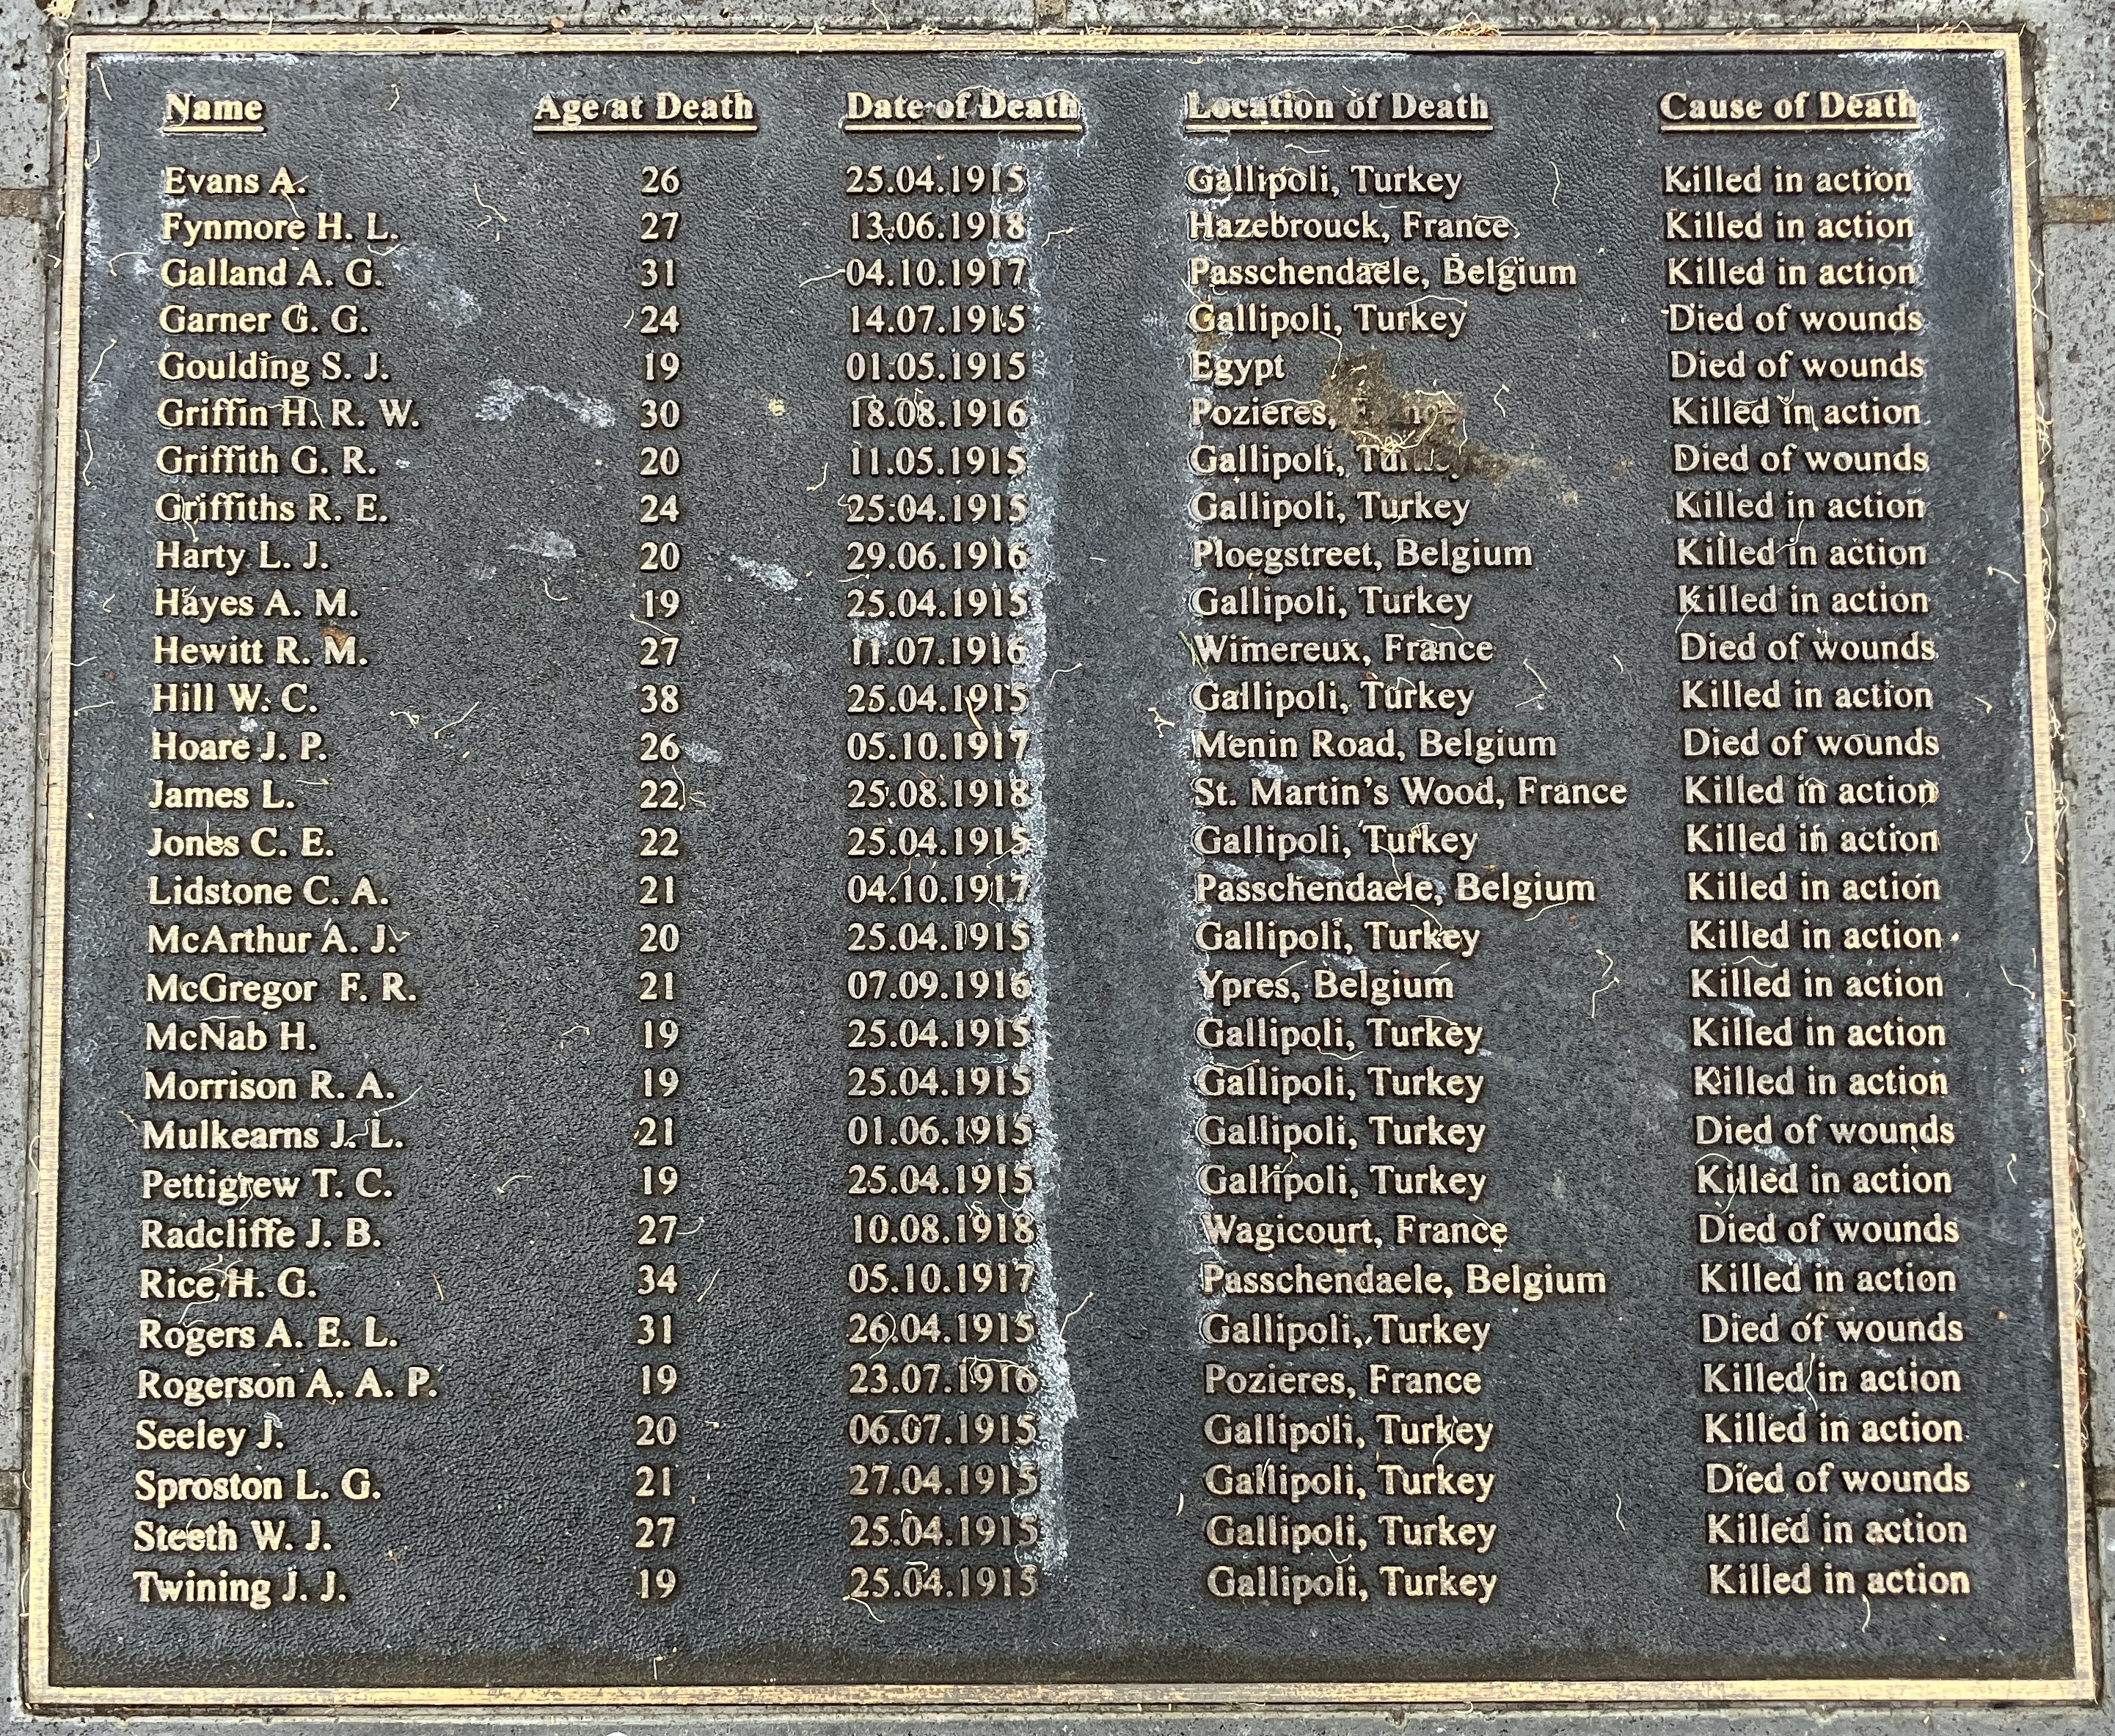 Name Age at Death Date of Death Location of Death Cause of Death
Evans A. 26 25.04.1915 Gallipoli, Turkey Killed in action
Fynmore H. L. 27 13.06.1918 Hazebrouck, France Killed in action
Galland A. G. 31 04.10.1917 Passchendaele, Belgium Killed in action
Garner G. G. 24 14.07.1915 Gallipoli, Turkey Died of wounds
Goulding S. J. 19 01.05.1915 Egypt Died of wounds
Griffin H. R. W. 30 18.08.1916 Pozieres, Killed in action
Griffith G. R. 20 11.05.1915 Gallipoli, Died of wounds
Griffiths R. E. 24 25.04.1915 Gallipoli, Turkey Killed in action
Harty L. J. 20 29.06.1916 Ploegstreet, Belgium Killed in action
Hayes A. M. 19 25.04.1915 Gallipoli, Turkey Killed in action
Hewitt R. M. 27 11.07.1916 Wimereux, France Died of wounds
Hill W. C. 38 25.04.1915 Gallipoli, Turkey Killed in action
Hoare J. P. 26 05.10.1917 Menin Road, Belgium Died of wounds
James L. 22 25.08.1918 St. Martin's Wood, France Killed in action
Jones C. E. 22 25.04.1915 Gallipoli, Turkey Killed in action
Lidstone C. A. 21 04.10.1917 Passchendaele, Belgium Killed in action
McArthur A. J. 20 25.04.1915 Gallipoli, Turkey Killed in action
McGregor F. R. 21 07.09.1916 Ypres, Belgium Killed in action
McNab H. 19 25.04.1915 Gallipoli, Turkey Killed in action
Morrison R. A. 19 25.04.1915 Gallipoli, Turkey Killed in action
Mulkearns J. L. 21 01.06.1915 Gallipoli, Turkey Died of wounds
Pettigrew T. C. 19 25.04.1915 Gallipoli, Turkey Killed in action
Radcliffe J. B. 27 10.08.1918 Wagicourt, France Died of wounds
Rice H. G. 34 05.10.1917 Passchendaele, Belgium Killed in action
Rogers A. E. L. 31 26.04.1915 Gallipoli, Turkey Died of wounds
Rogerson A. A. P. 19 23.07.1916 Pozieres, France Killed in action
Seeley J. 20 06.07.1915 Gallipoli, Turkey Killed in action
Sproston L. G. 21 27.04.1915 Gallipoli, Turkey Died of wounds
Steeth W. J. 27 25.04.1915 Gallipoli, Turkey Killed in action
Twining J. J. 19 25.04.1915 Gallipoli, Turkey Killed in action